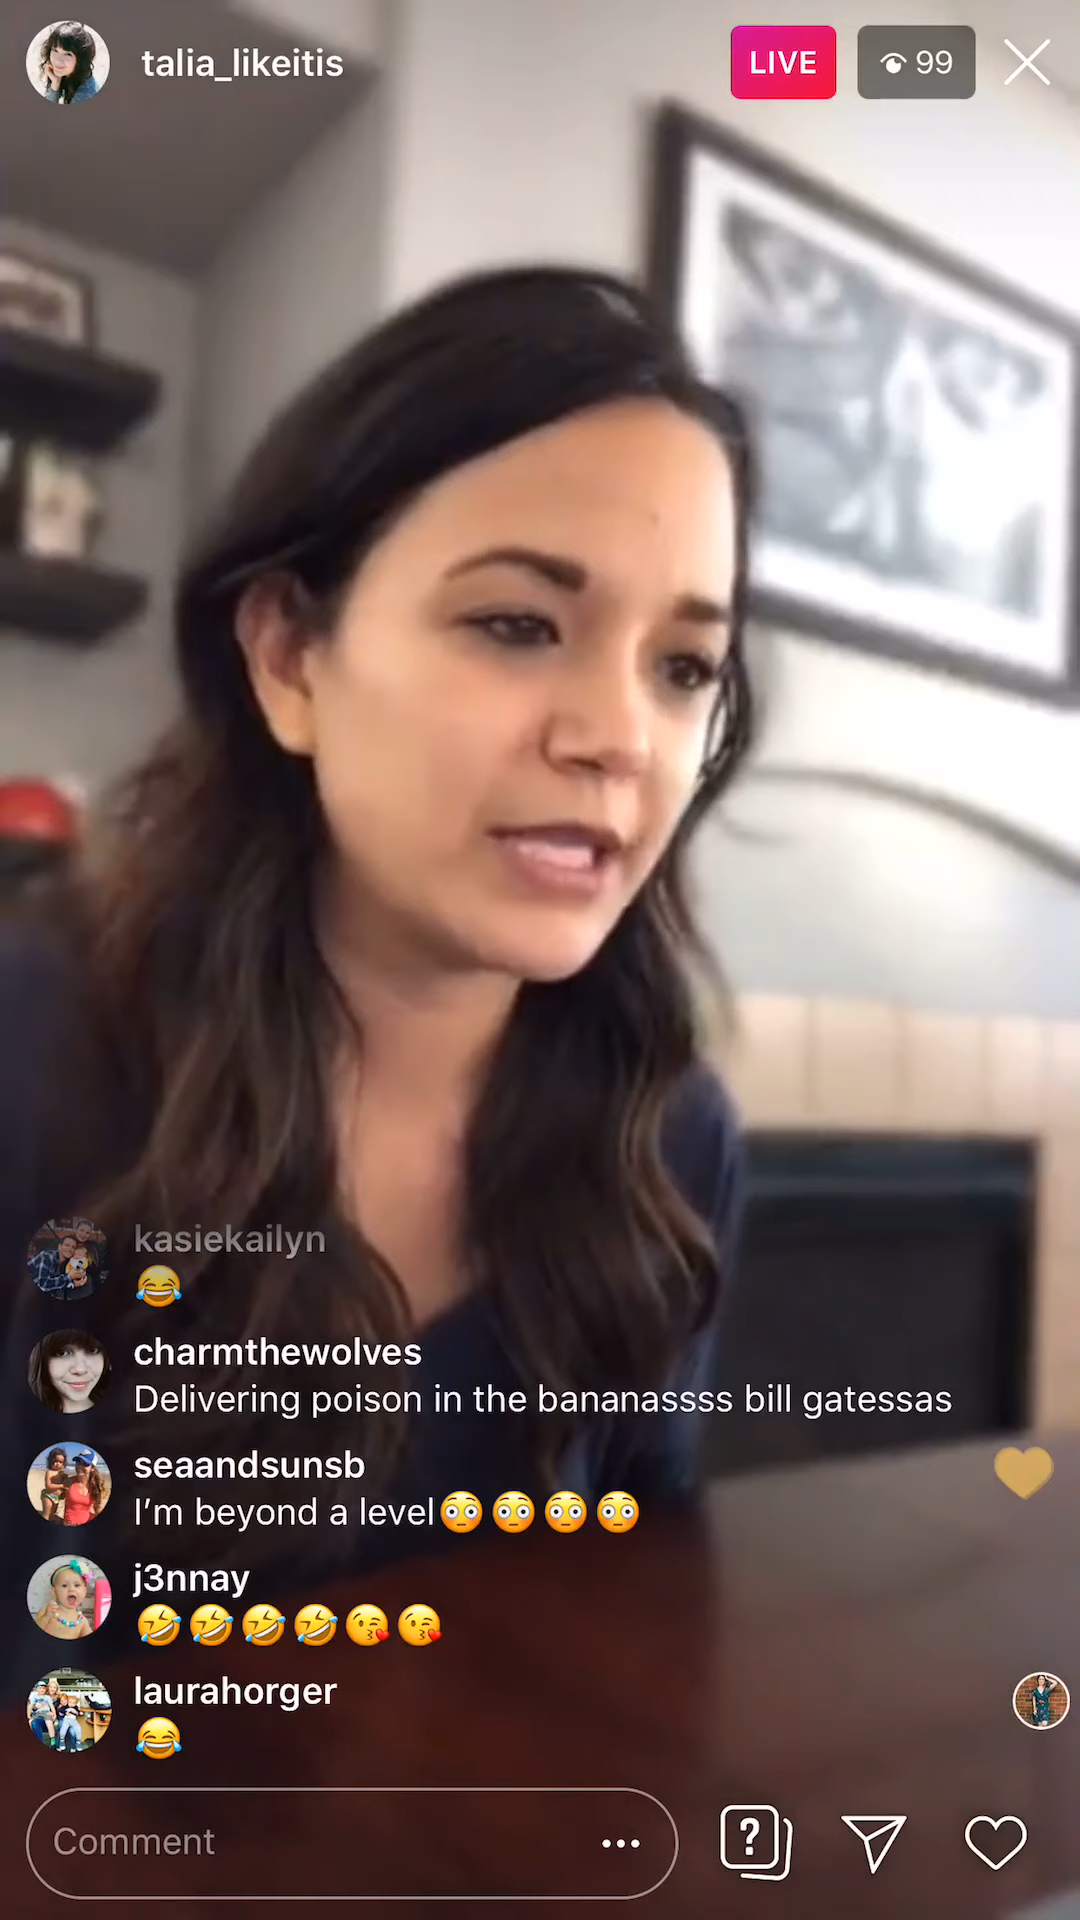 talia_likeitis
LIVE
99
kasiekailyn
😂
charmthewolves
Delivering poison in the bananassss bill gatessas
seaandsunsb
I’m beyond a level😳😳😳😳
j3nnay
🤣🤣🤣🤣😘😘
laurahorger
😂
Comment
?